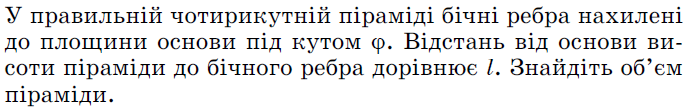 У правильній чотирикутній піраміді бічні ребра нахилені
до площини основи під кутом φ. Відстань від основи ви-
соти піраміди до бічного ребра дорівнює l. Знайдіть об’єм
піраміди.